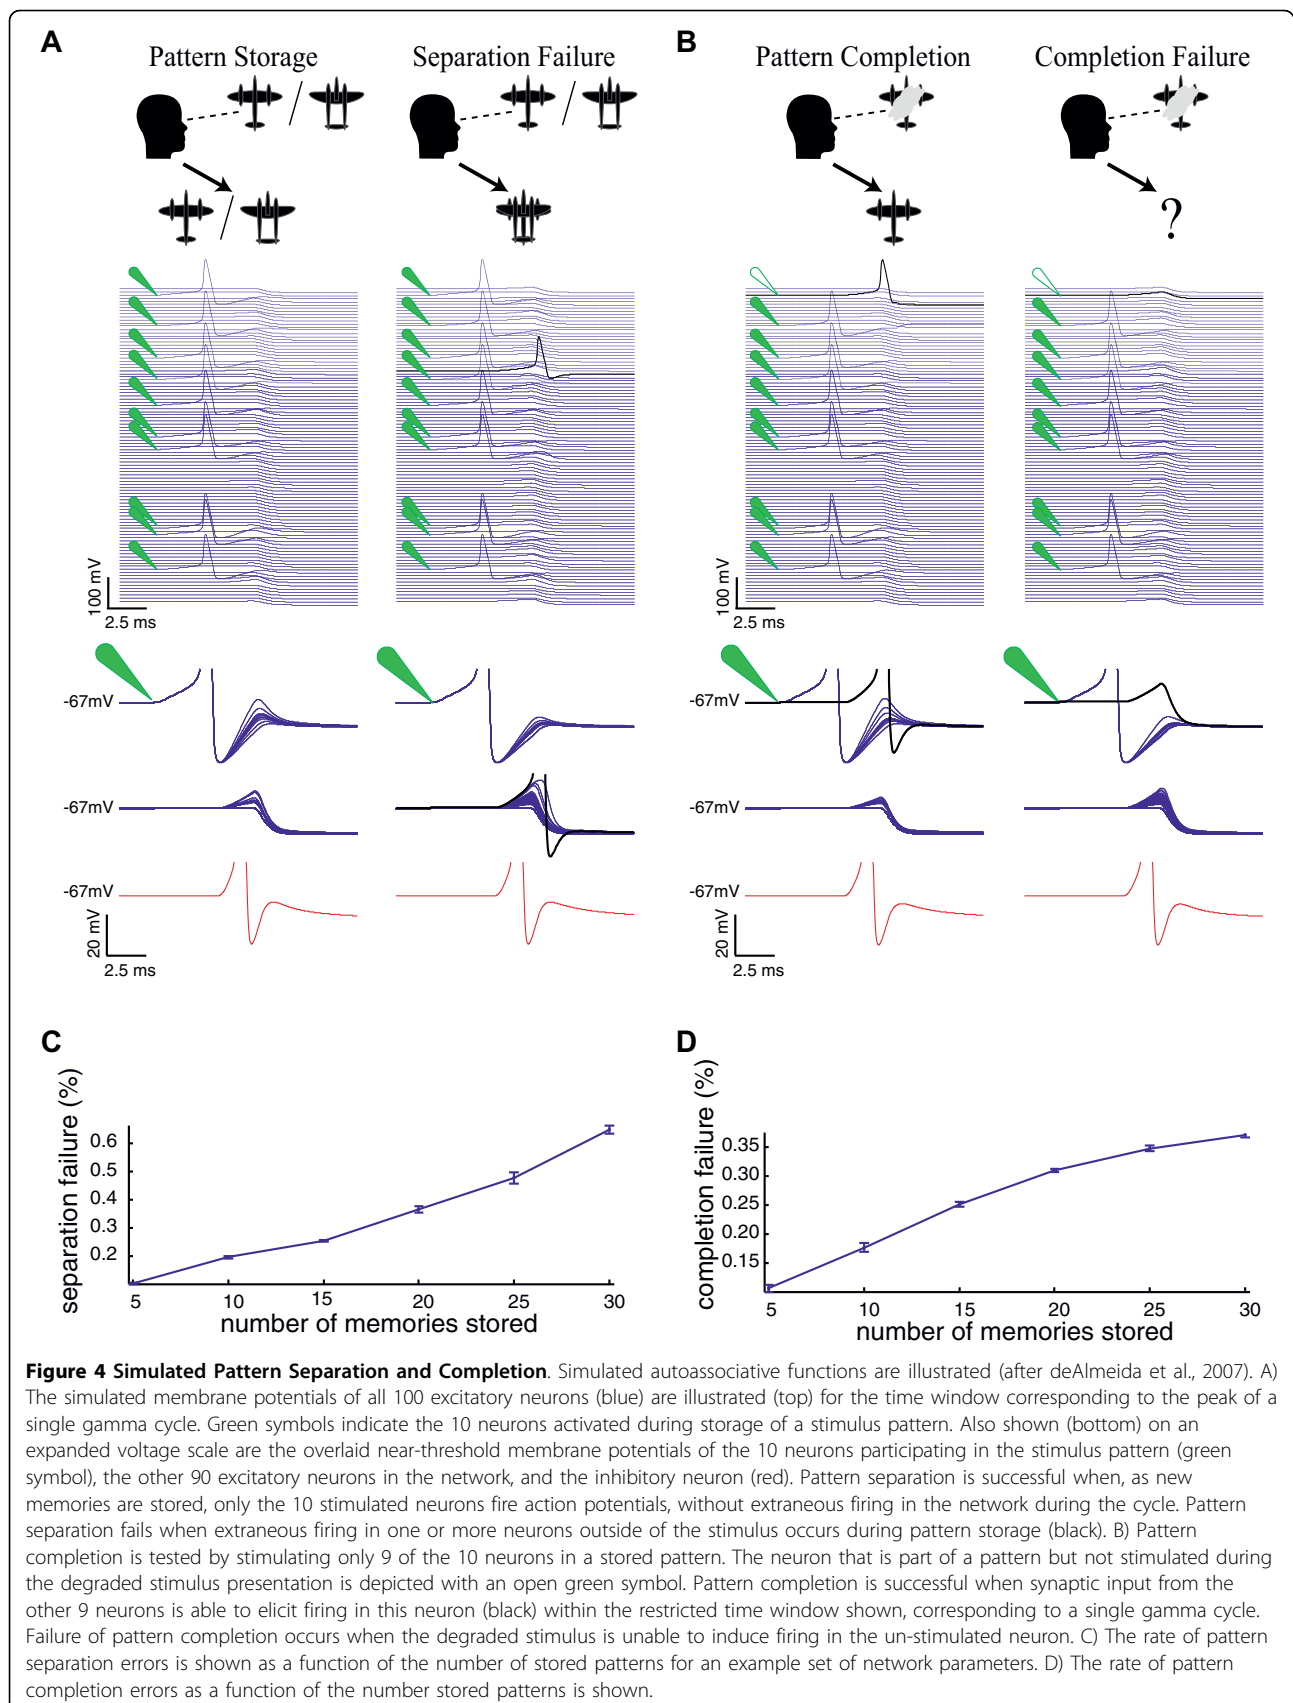 A
Pattern Storage
Separation Failure
100 mV
2.5 ms
-67mV
-67mV
-67mV
20 mV
2.5 ms
B
Pattern Completion
Completion Failure
?
100 mV
2.5 ms
-67mV
-67mV
-67mV
20 mV
2.5 ms
C
separation failure (%)
0.6
0.5
0.4
0.3
0.2
5 10 15 20 25 30
number of memories stored
D
completion failure (%)
0.35
0.30
0.25
0.20
0.15
5 10 15 20 25 30
number of memories stored
Figure 4 Simulated Pattern Separation and Completion. Simulated autoassociative functions are illustrated (after deAlmeida et al., 2007). A)
The simulated membrane potentials of all 100 excitatory neurons (blue) are illustrated (top) for the time window corresponding to the peak of a
single gamma cycle. Green symbols indicate the 10 neurons activated during storage of a stimulus pattern. Also shown (bottom) on an
expanded voltage scale are the overlaid near-threshold membrane potentials of the 10 neurons participating in the stimulus pattern (green
symbol), the other 90 excitatory neurons in the network, and the inhibitory neuron (red). Pattern separation is successful when, as new
memories are stored, only the 10 stimulated neurons fire action potentials, without extraneous firing in the network during the cycle. Pattern
separation fails when extraneous firing in one or more neurons outside of the stimulus occurs during pattern storage (black). B) Pattern
completion is tested by stimulating only 9 of the 10 neurons in a stored pattern. The neuron that is part of a pattern but not stimulated during
the degraded stimulus presentation is depicted with an open green symbol. Pattern completion is successful when synaptic input from the
other 9 neurons is able to elicit firing in this neuron (black) within the restricted time window shown, corresponding to a single gamma cycle.
Failure of pattern completion occurs when the degraded stimulus is unable to induce firing in the un-stimulated neuron. C) The rate of pattern
separation errors is shown as a function of the number of stored patterns for an example set of network parameters. D) The rate of pattern
completion errors as a function of the number stored patterns is shown.